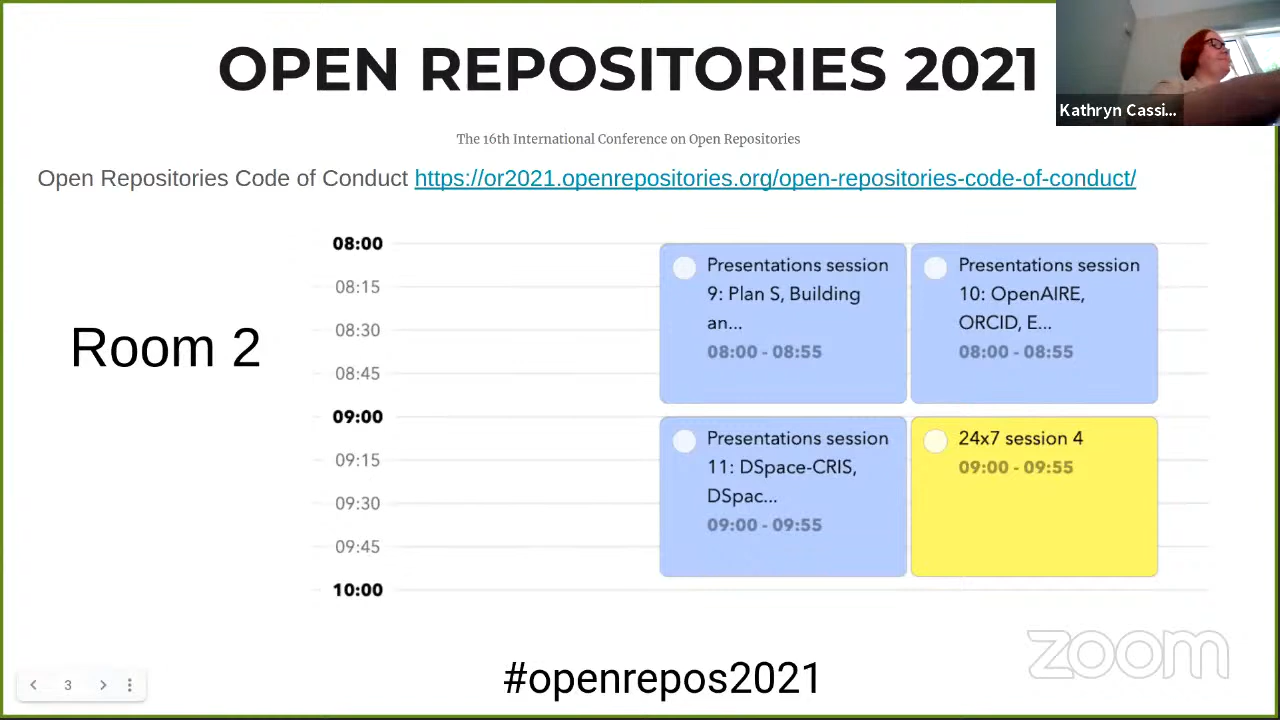 OPEN REPOSITORIES 2021
Kathryn Cassi...
The 16th International Conference on Open Repositories
Open Repositories Code of Conduct https://or2021.openrepositories.org/open-repositories-code-of-conduct/
Room 2
08:00
08:15
08:30
08:45
09:00
09:15
09:30
09:45
10:00
Presentations session
9: Plan S, Building
an...
08:00 - 08:55
Presentations session
10: OpenAIRE,
ORCID, E...
08:00 - 08:55
Presentations session
11: DSpace-CRIS,
DSpac...
09:00 - 09:55
24x7 session 4
09:00 - 09:55
zoom
3
#openrepos2021